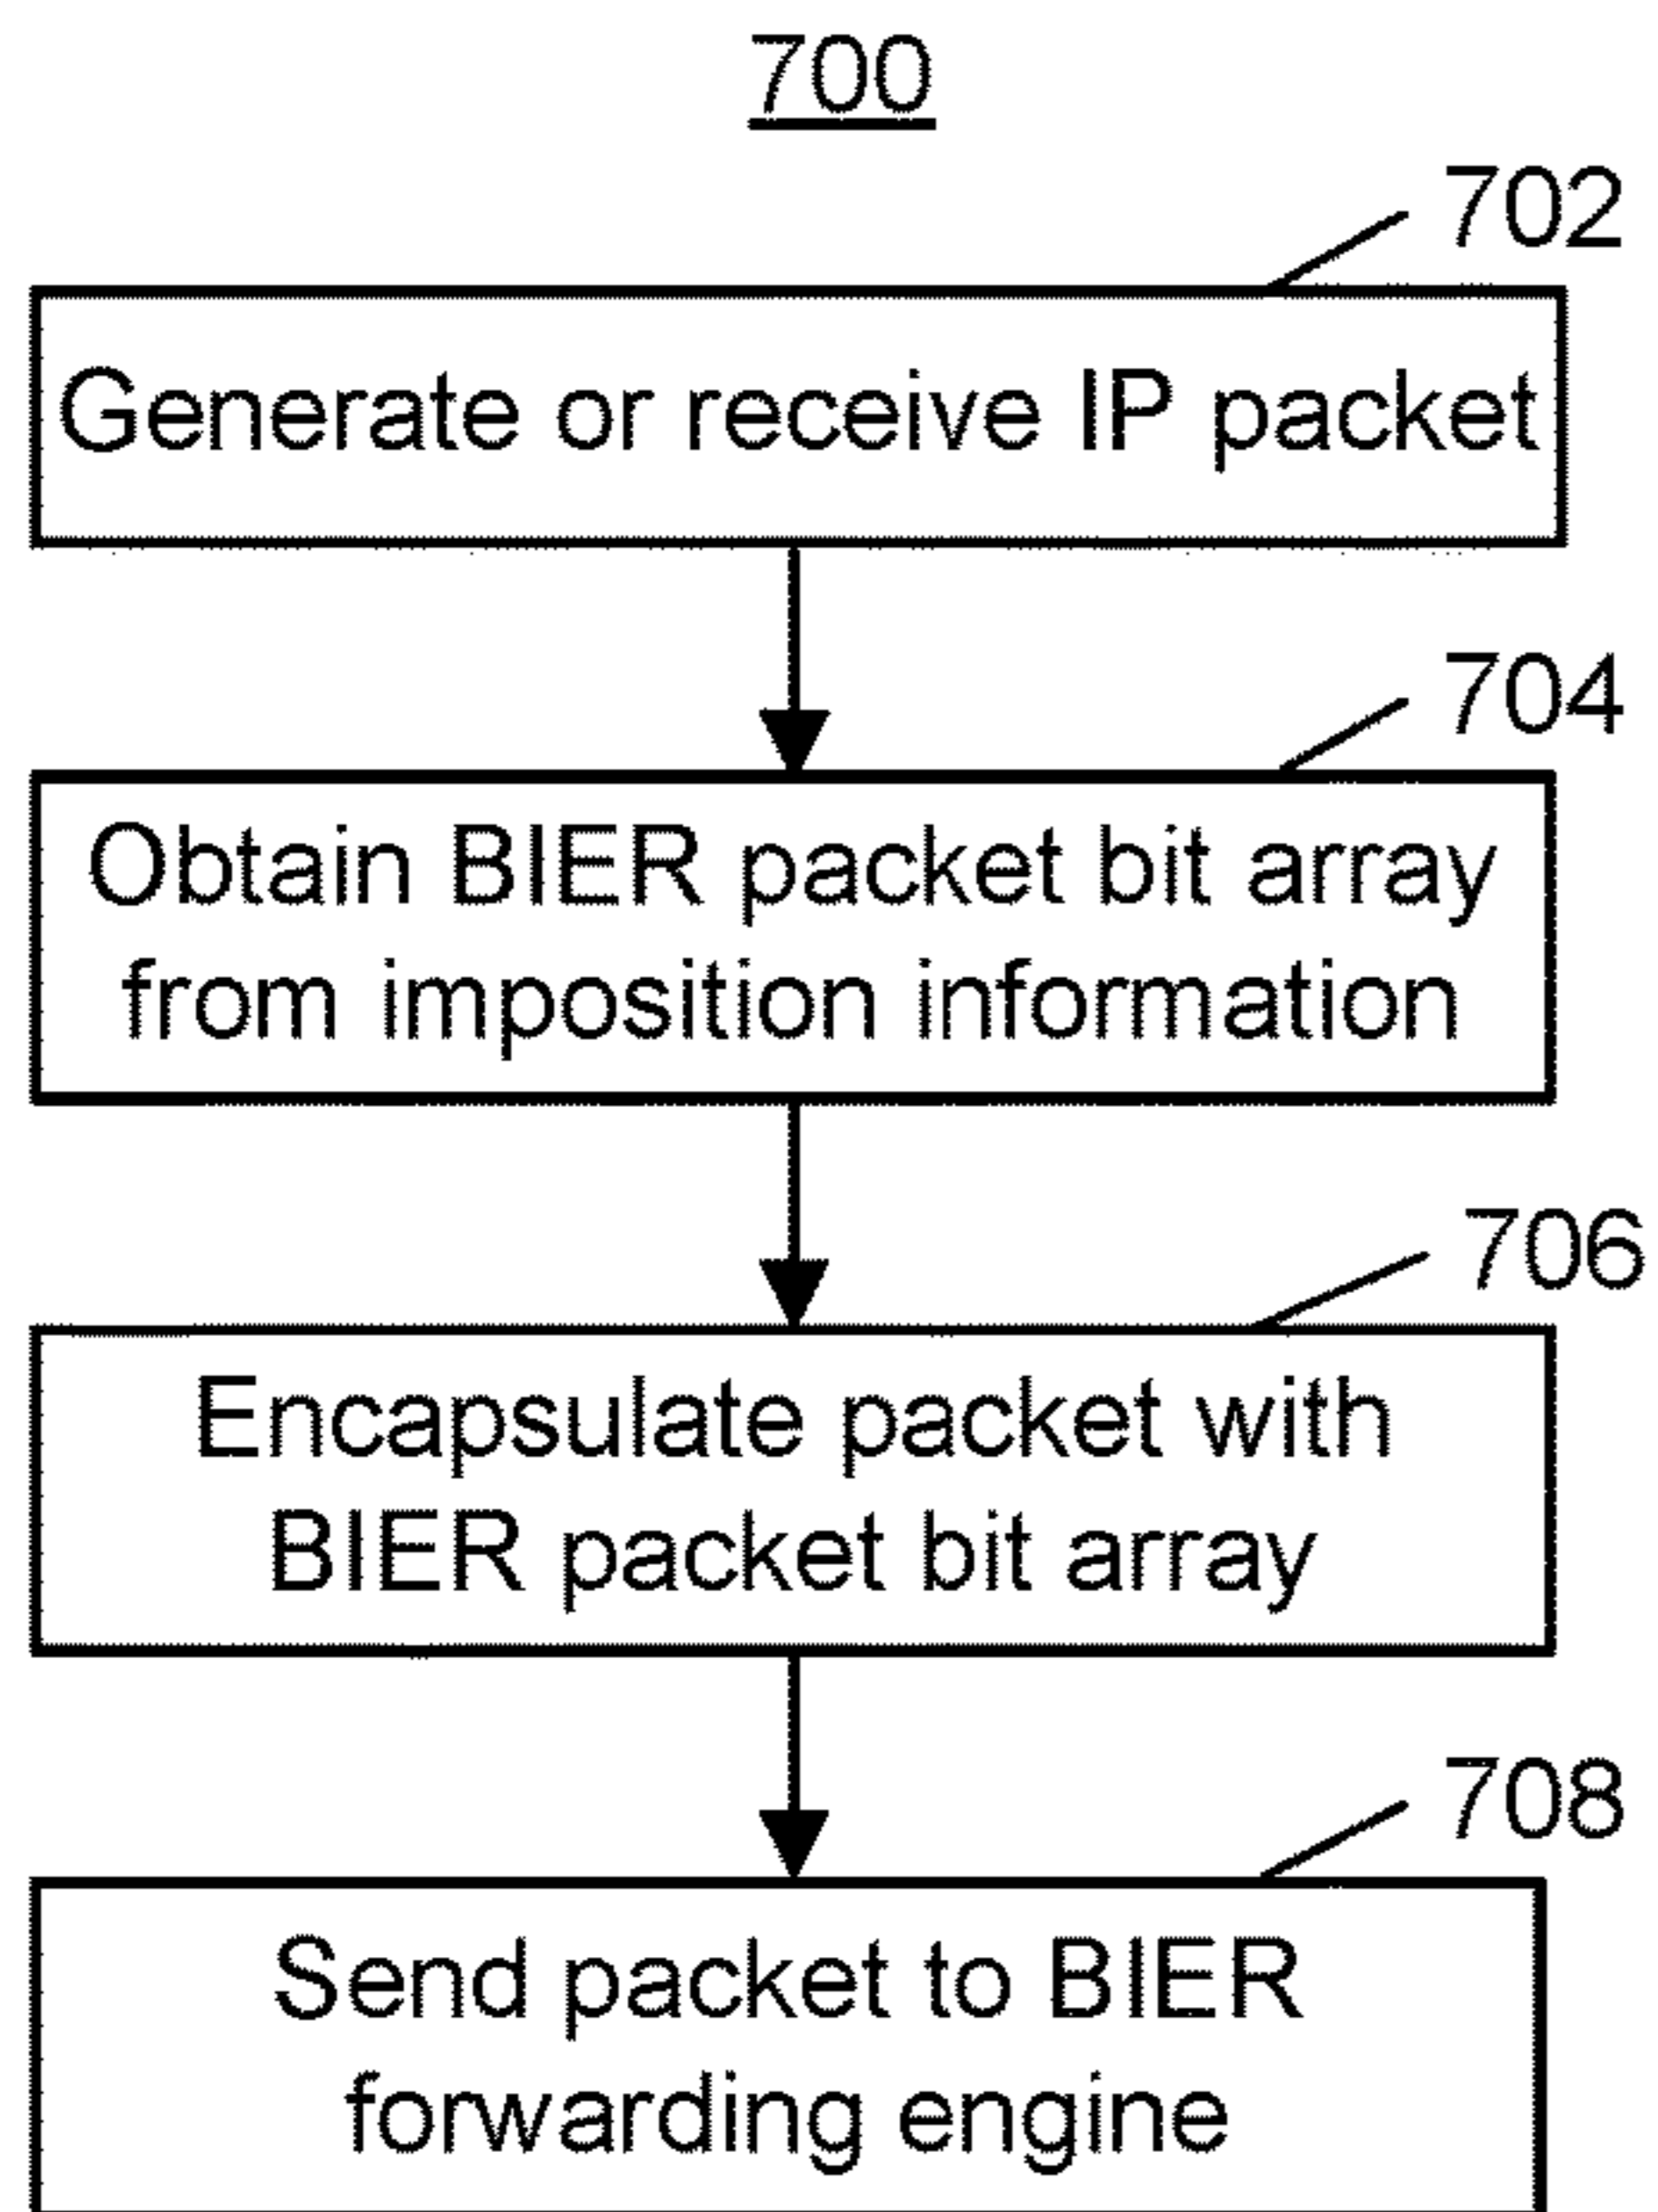 700
702
Generate or receive IP packet
704
Obtain BIER packet bit array
from imposition information
706
Encapsulate packet with
BIER packet bit array
708
Send packet to BIER
forwarding engine